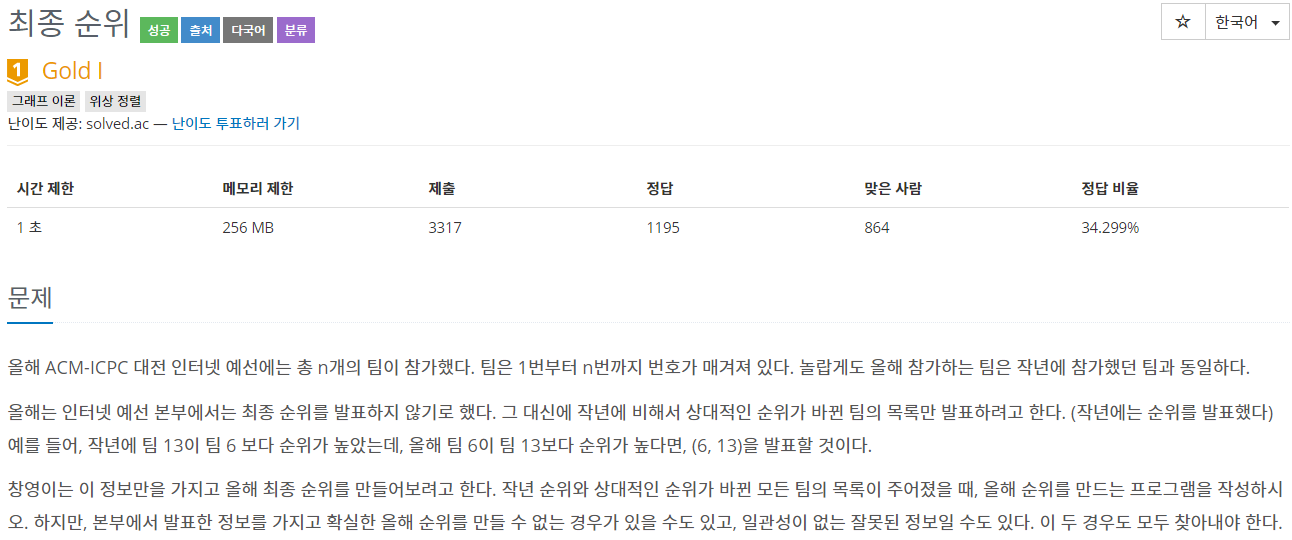 최종 순위 성공 출처 다국어 분류
☆ 한국어
1 Gold I
그래프 이론 위상 정렬
난이도 제공: solved.ac — 난이도 투표하러 가기
시간 제한 메모리 제한 제출 정답 맞은 사람 정답 비율
1 초 256 MB 3317 1195 864 34.299%
문제
올해 ACM-ICPC 대전 인터넷 예선에는 총 n개의 팀이 참가했다. 팀은 1번부터 n번까지 번호가 매겨져 있다. 놀랍게도 올해 참가하는 팀은 작년에 참가했던 팀과 동일하다.
올해는 인터넷 예선 본부에서는 최종 순위를 발표하지 않기로 했다. 그 대신에 작년에 비해서 상대적인 순위가 바뀐 팀의 목록만 발표하려고 한다. (작년에는 순위를 발표했다)
예를 들어, 작년에 팀 13이 팀 6 보다 순위가 높았는데, 올해 팀 6이 팀 13보다 순위가 높다면, (6, 13)을 발표할 것이다.
창영이는 이 정보만을 가지고 올해 최종 순위를 만들어보려고 한다. 작년 순위와 상대적인 순위가 바뀐 모든 팀의 목록이 주어졌을 때, 올해 순위를 만드는 프로그램을 작성하시
오. 하지만, 본부에서 발표한 정보를 가지고 확실한 올해 순위를 만들 수 없는 경우가 있을 수도 있고, 일관성이 없는 잘못된 정보일 수도 있다. 이 두 경우도 모두 찾아내야 한다.